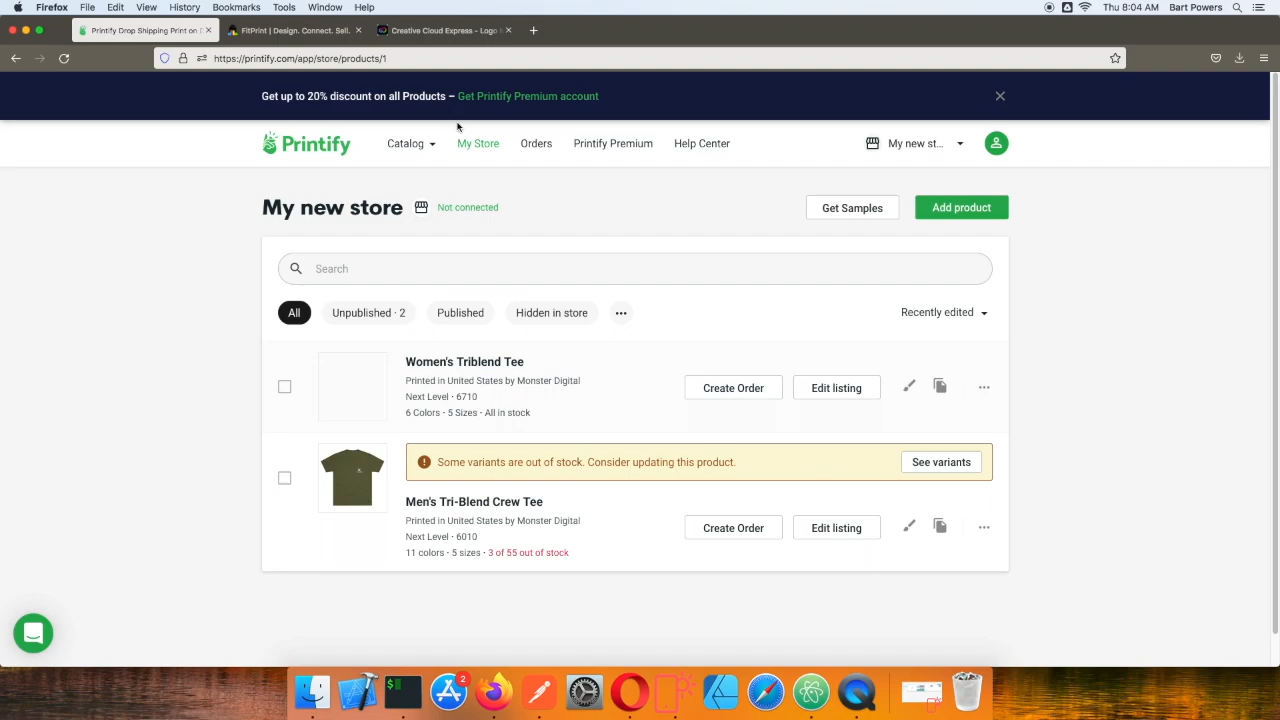 Firefox File Edit View History Bookmarks Tools Window Help Thu 8:04 AM Bart Powers
Printify Drop Shipping Print on D FitPrint | Design. Connect. Sell. Creative Cloud Express - Logo
https://printify.com/app/store/products/1
Get up to 20% discount on all Products – Get Printify Premium account
Printify Catalog My Store Orders Printify Premium Help Center My new st...
My new store Not connected Get Samples Add product
Search
All Unpublished · 2 Published Hidden in store ••• Recently edited
Women's Triblend Tee
Printed in United States by Monster Digital
Next Level · 6710
6 Colors · 5 Sizes · All in stock
Create Order Edit listing
Some variants are out of stock. Consider updating this product. See variants
Men's Tri-Blend Crew Tee
Printed in United States by Monster Digital
Next Level · 6010
11 colors · 5 sizes · 3 of 55 out of stock
Create Order Edit listing
2